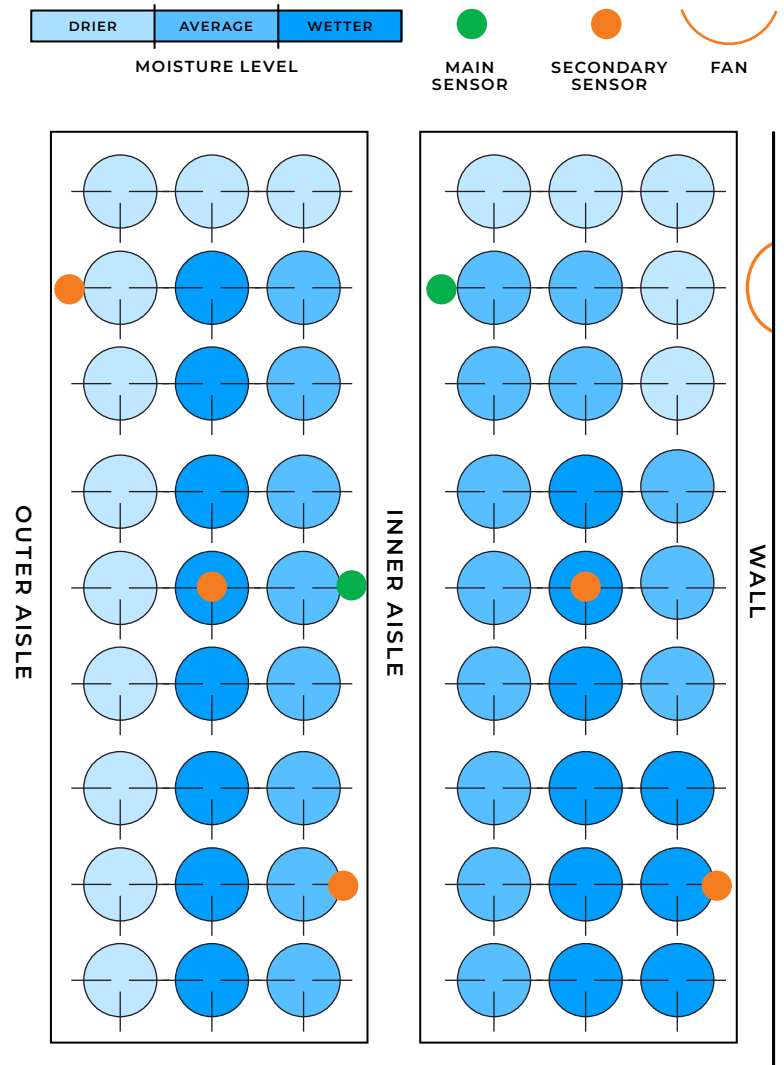 DRIER AVERAGE WETTER
MOISTURE LEVEL
MAIN
SENSOR
SECONDARY
SENSOR
FAN
OUTER AISLE
INNER AISLE
WALL